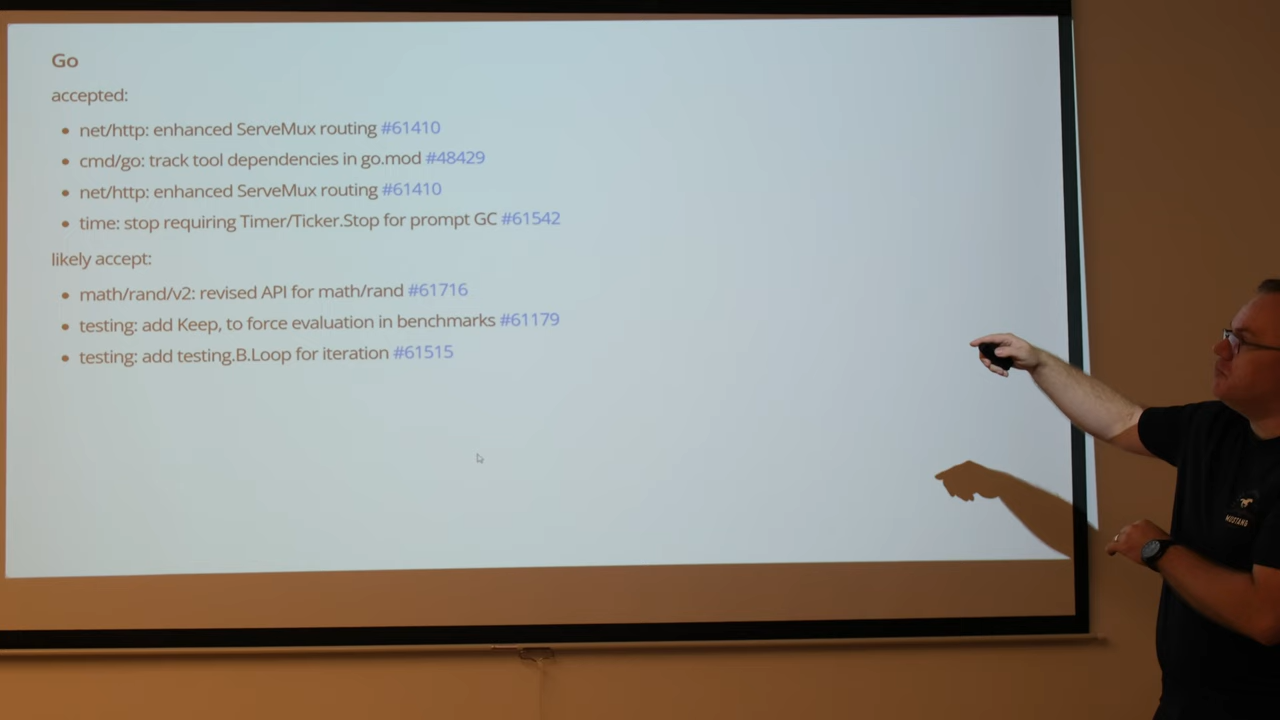 Go
accepted:
• net/http: enhanced ServeMux routing #61410
• cmd/go: track tool dependencies in go.mod #48429
• net/http: enhanced ServeMux routing #61410
• time: stop requiring Timer/Ticker.Stop for prompt GC #61542
likely accept:
• math/rand/v2: revised API for math/rand #61716
• testing: add Keep, to force evaluation in benchmarks #61179
• testing: add testing.B.Loop for iteration #61515
MUSTANG